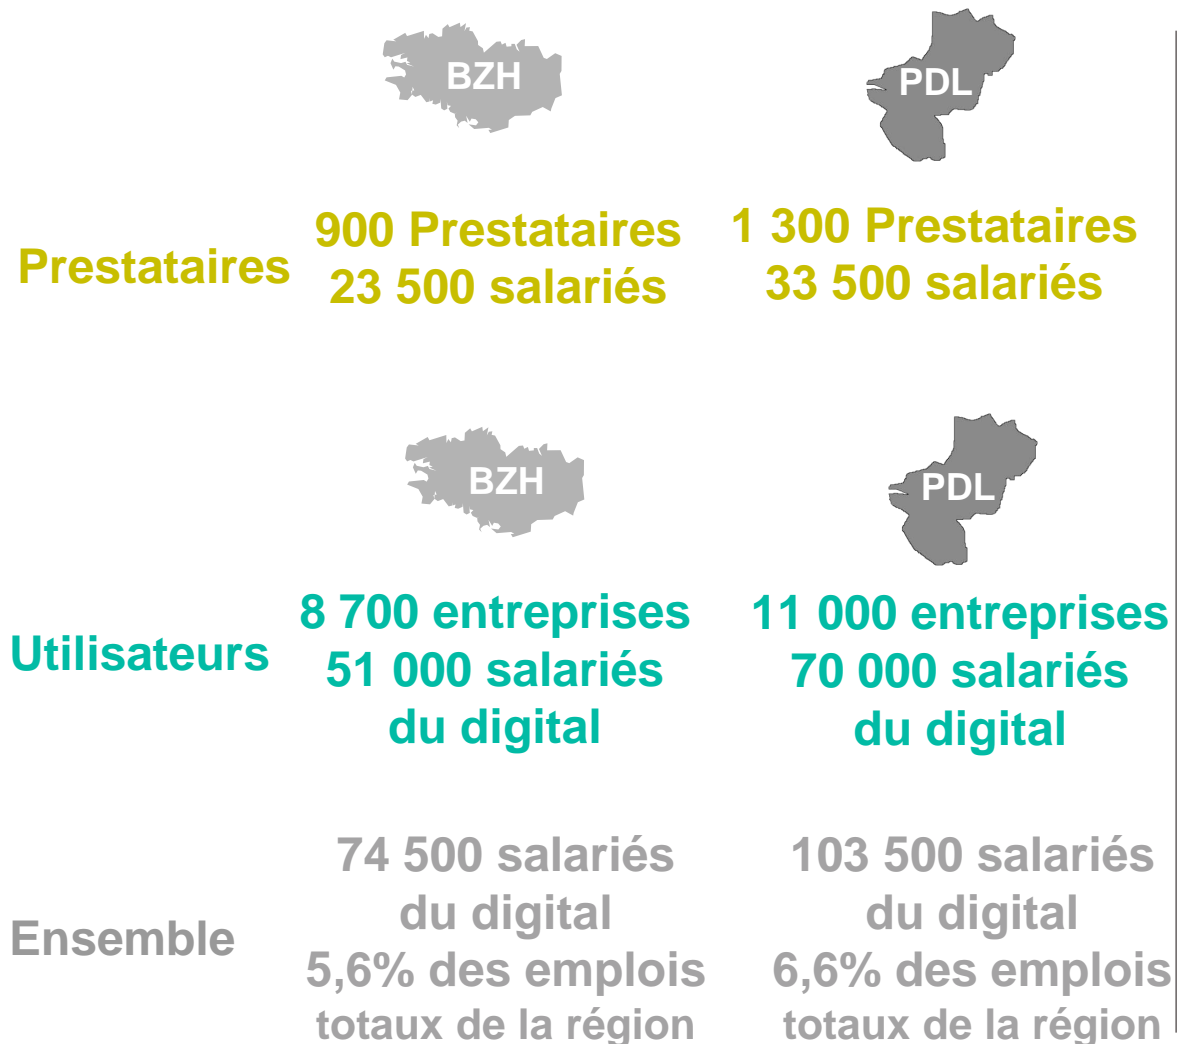 BZH
PDL
Prestataires
900 Prestataires
23 500 salariés
1 300 Prestataires
33 500 salariés
BZH
PDL
Utilisateurs
8 700 entreprises
51 000 salariés
du digital
11 000 entreprises
70 000 salariés
du digital
Ensemble
74 500 salariés
du digital
5,6% des emplois
totaux de la région
103 500 salariés
du digital
6,6% des emplois
totaux de la région